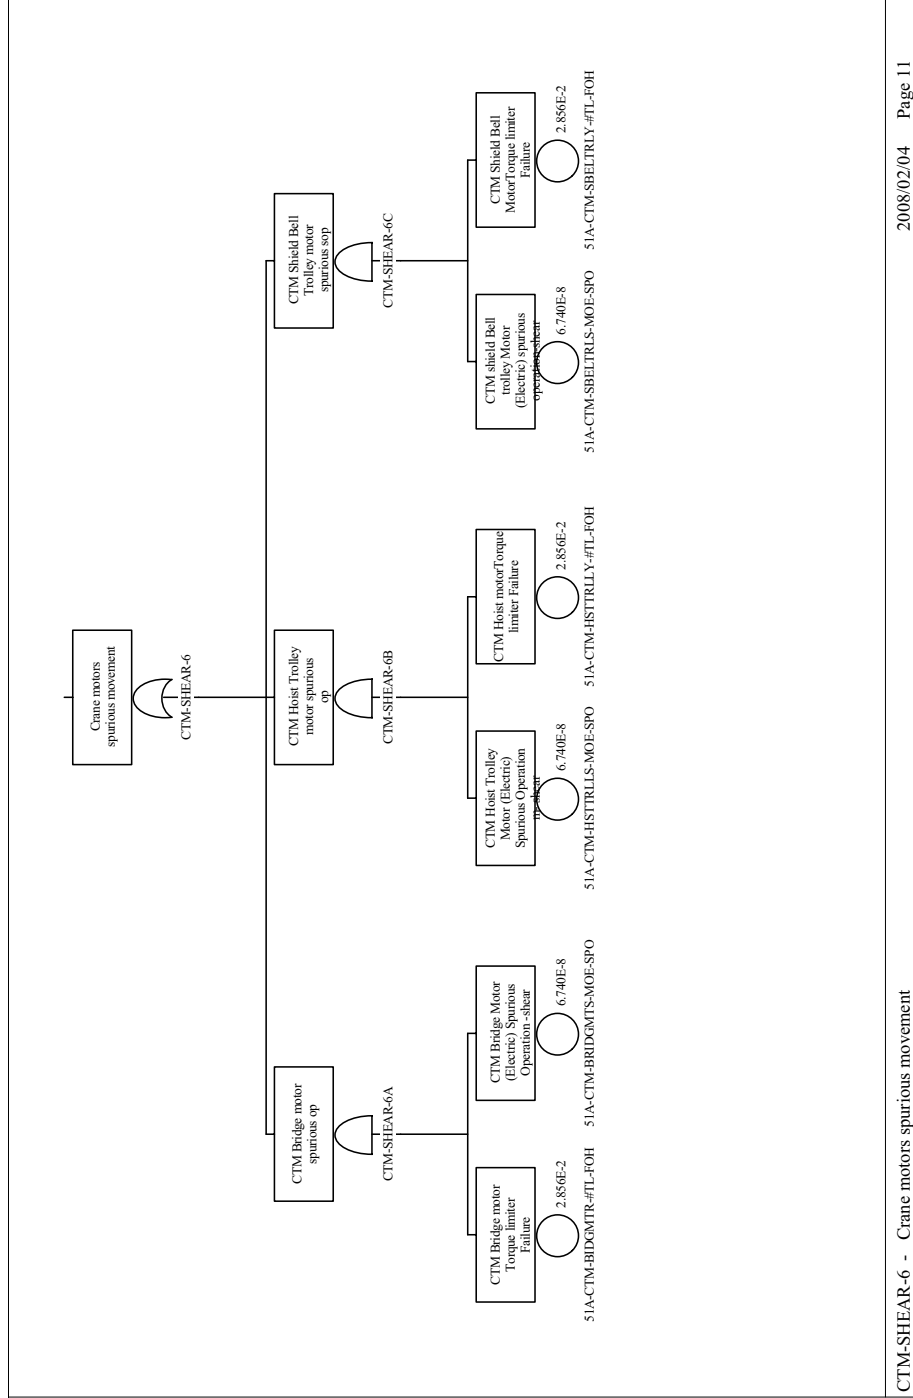 Crane motors
spurious movement
CTM-SHEAR-6
CTM Bridge motor
spurious op
CTM-SHEAR-6A
CTM Hoist Trolley
motor spurious
op
CTM-SHEAR-6B
CTM Shield Bell
Trolley motor
spurious sop
CTM-SHEAR-6C
CTM Bridge motor
Torque limiter
Failure
2.856E-2
51A-CTM-BIDGMTR-#TL-FOH
CTM Bridge Motor
(Electric) Spurious
Operation -shear
6.740E-8
51A-CTM-BRIDGMTS-MOE-SPO
CTM Hoist Trolley
Motor (Electric)
Spurious Operation
6.740E-8
51A-CTM-HSTTRLLS-MOE-SPO
CTM Hoist motorTorque
limiter Failure
2.856E-2
51A-CTM-HSTTRLLY-#TL-FOH
CTM shield Bell
trolley Motor
(Electric) spurious
operation-shear
6.740E-8
51A-CTM-SBELTRLS-MOE-SPO
CTM Shield Bell
MotorTorque limiter
Failure
2.856E-2
51A-CTM-SBELTRLY-#TL-FOH
CTM-SHEAR-6 - Crane motors spurious movement
2008/02/04 Page 11